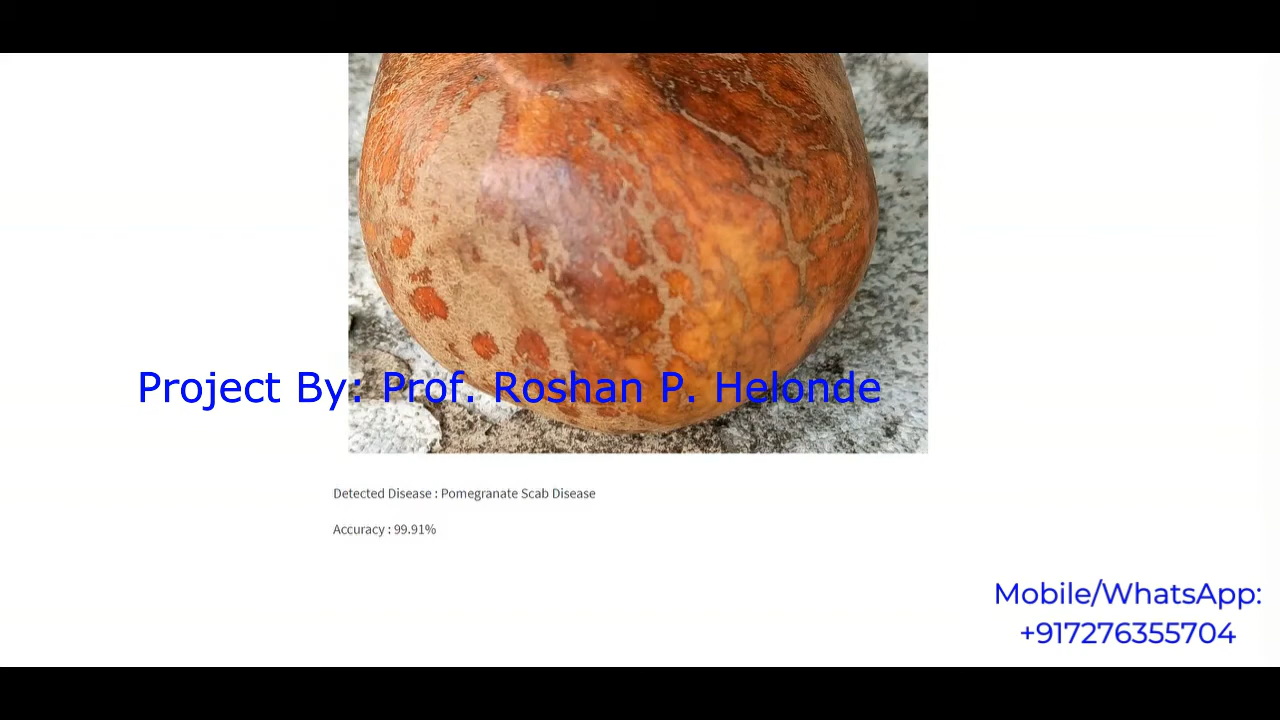 Project By: Prof. Roshan P. Helonde
Detected Disease : Pomegranate Scab Disease
Accuracy : 99.91%
Mobile/WhatsApp:
+917276355704